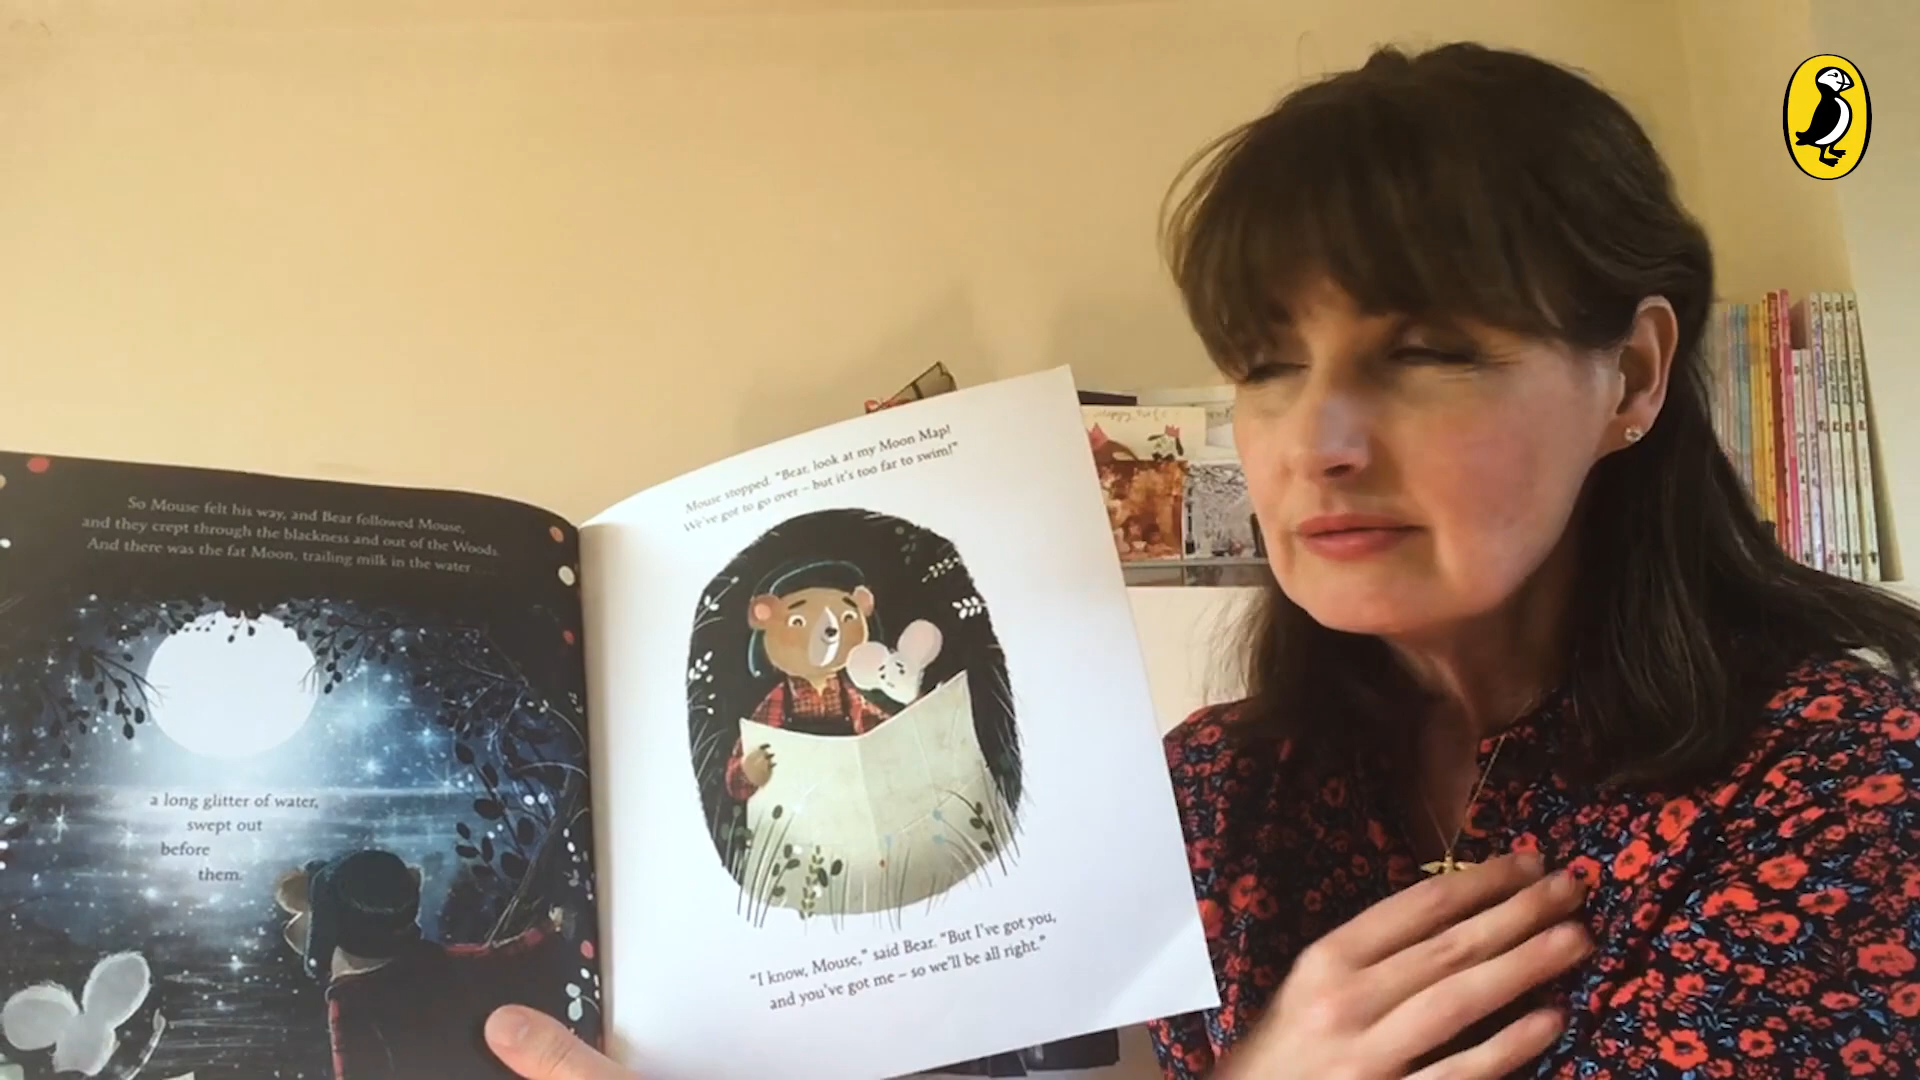 So Mouse felt his way, and Bear followed Mouse,
and they crept through the blackness and out of the Woods.
And there was the fat Moon, trailing milk in the water
a long glitter of water,
swept out
before
them.
Mouse stopped. “Bear, look at my Moon Map!
We’ve got to go over – but it’s too far to swim!”
“I know, Mouse,” said Bear. “But I’ve got you,
and you’ve got me – so we’ll be all right.”